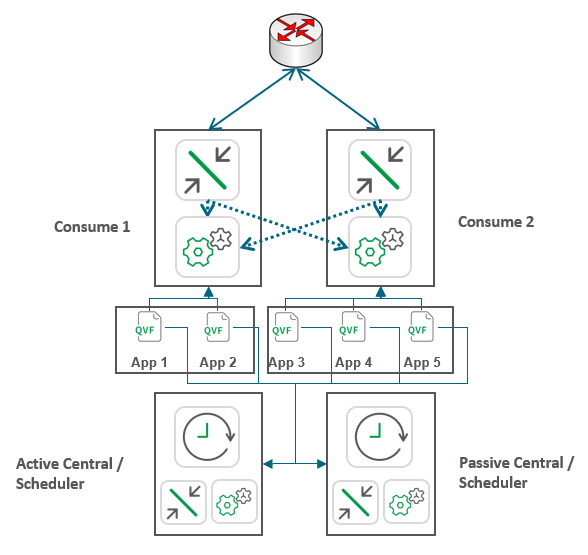 Consume 1
Consume 2
QVF
QVF
QVF
QVF
QVF
App 1
App 2
App 3
App 4
App 5
Active Central /
Scheduler
Passive Central /
Scheduler